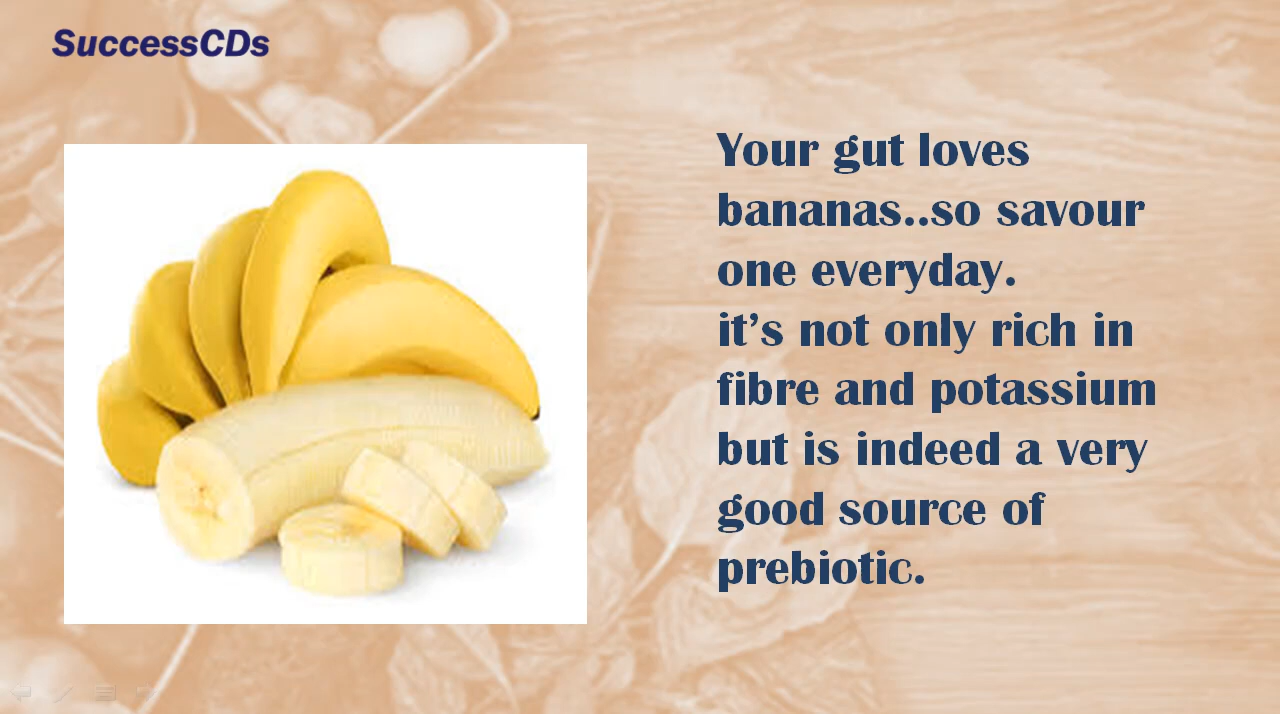 SuccessCDs
Your gut loves
bananas..so savour
one everyday.
it’s not only rich in
fibre and potassium
but is indeed a very
good source of
prebiotic.